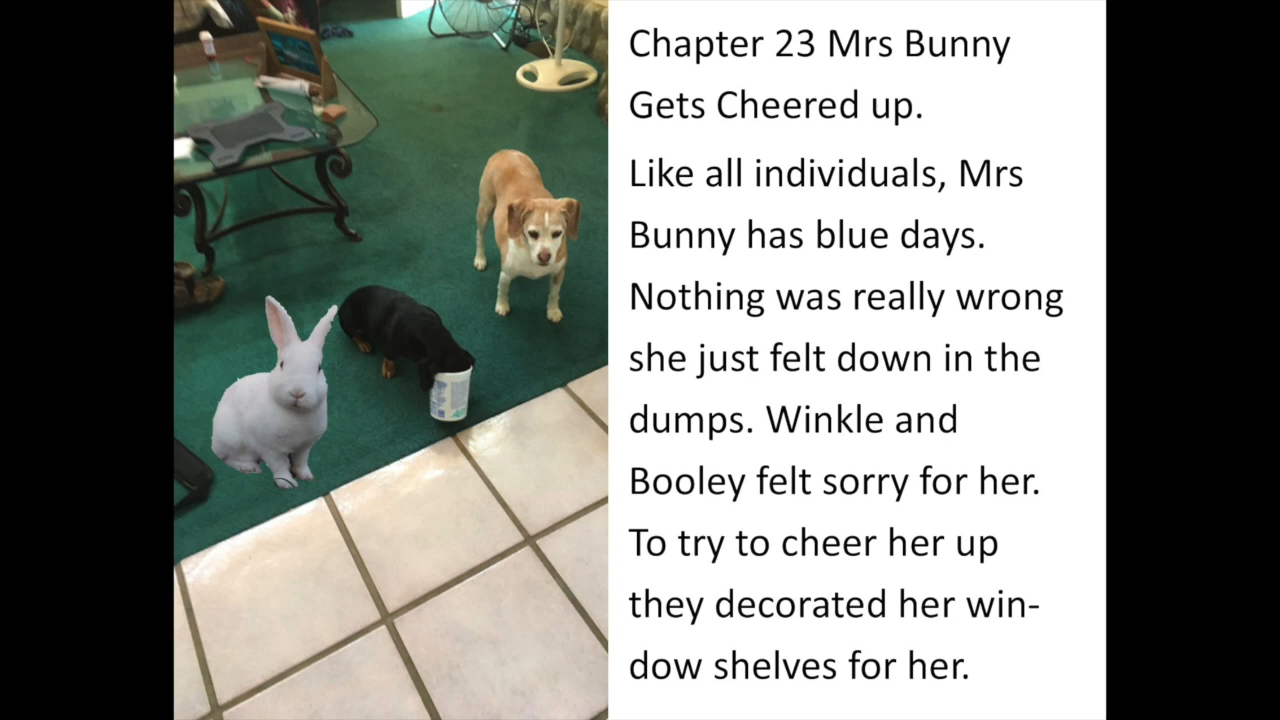 Chapter 23 Mrs Bunny
Gets Cheered up.
Like all individuals, Mrs
Bunny has blue days.
Nothing was really wrong
she just felt down in the
dumps. Winkle and
Booley felt sorry for her.
To try to cheer her up
they decorated her win-
dow shelves for her.